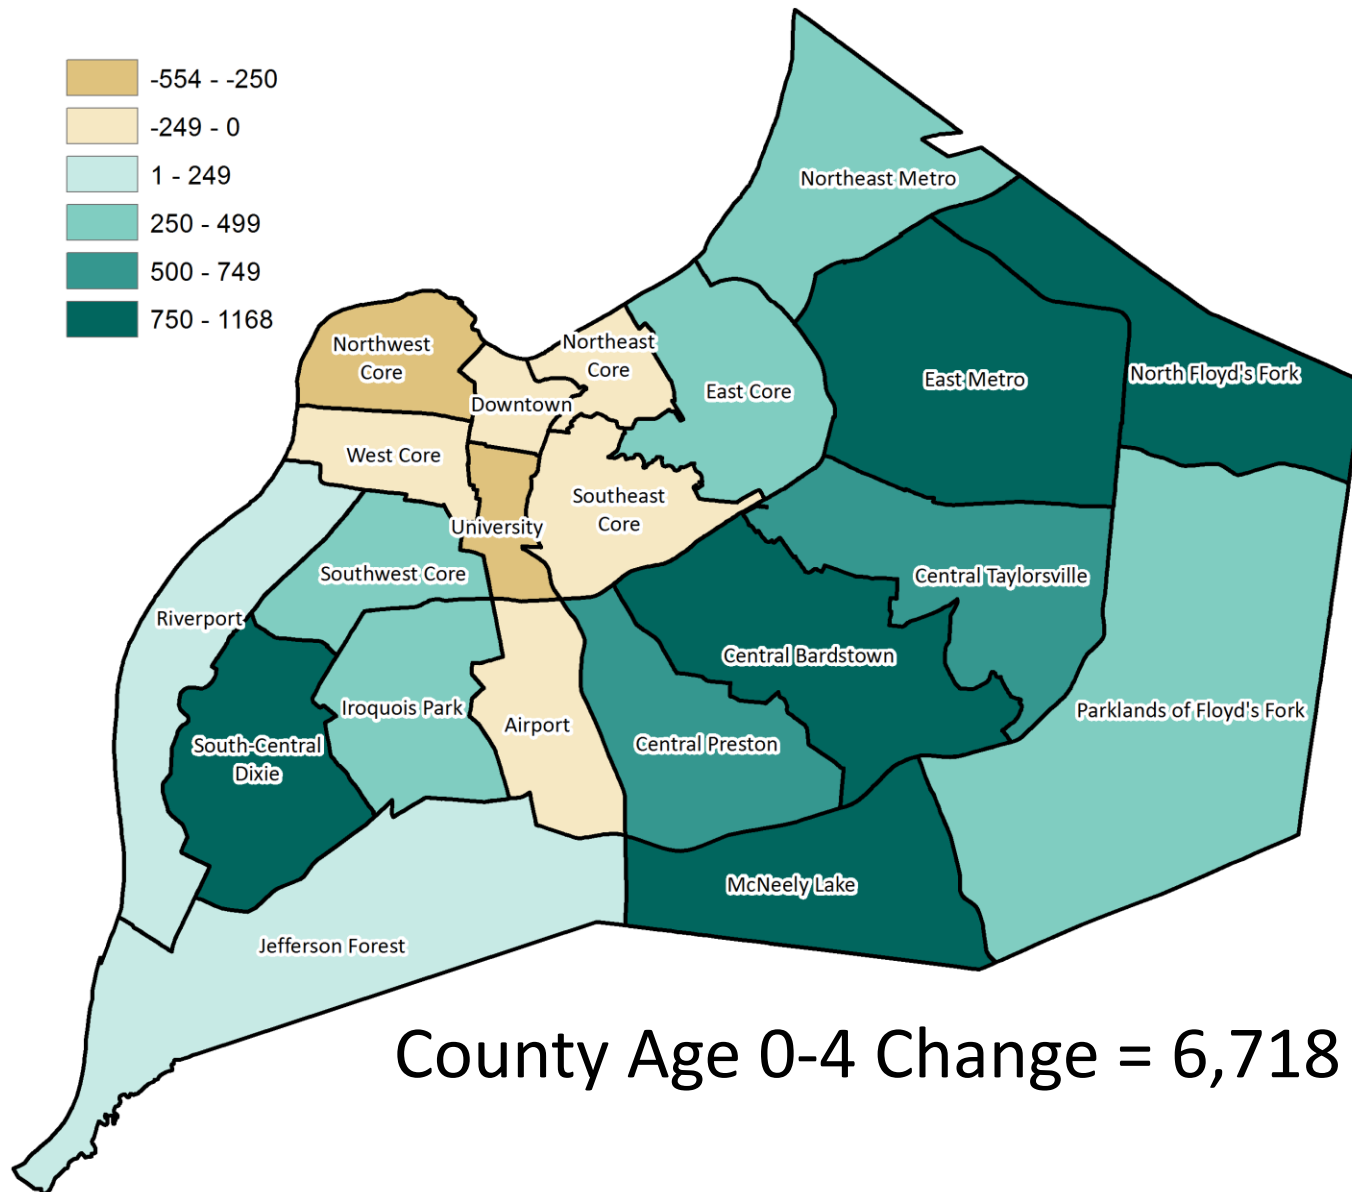 -554 - -250
-249 - 0
1 - 249
250 - 499
500 - 749
750 - 1168
Northeast Metro
Northwest
Core
Northeast
Core
Downtown
East Core
East Metro
North Floyd's Fork
West Core
Southeast
Core
University
Southwest Core
Central Taylorsville
Riverport
Central Bardstown
Iroquois Park
Airport
Central Preston
Parklands of Floyd's Fork
South-Central
Dixie
McNeely Lake
Jefferson Forest
County Age 0-4 Change = 6,718